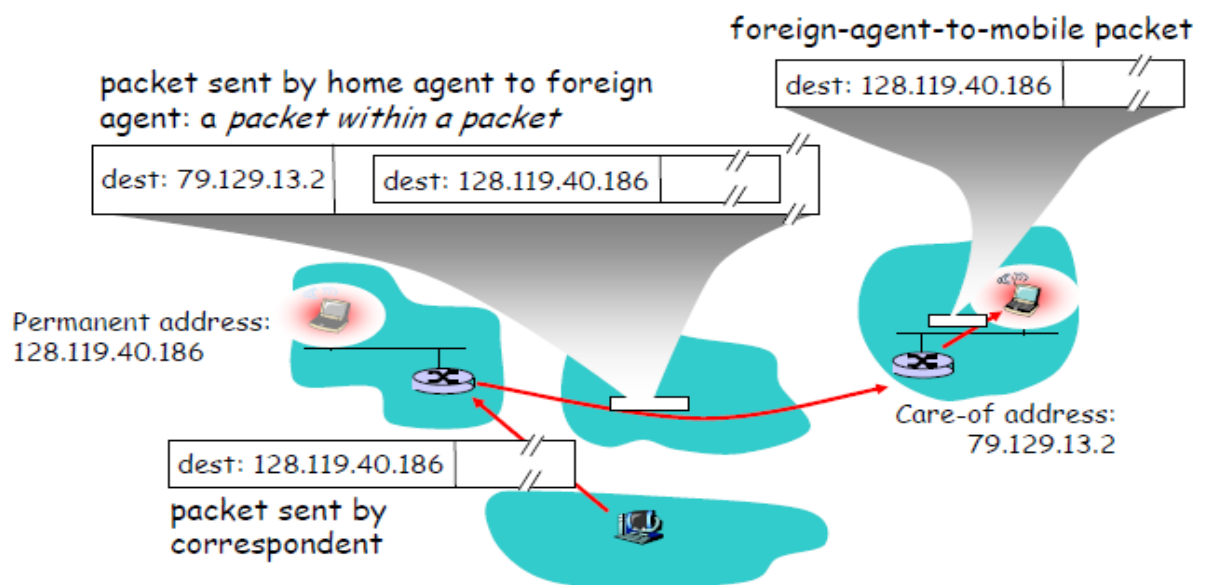 foreign-agent-to-mobile packet
dest: 128.119.40.186
packet sent by home agent to foreign
agent: a packet within a packet
dest: 79.129.13.2
dest: 128.119.40.186
Permanent address:
128.119.40.186
Care-of address:
79.129.13.2
dest: 128.119.40.186
packet sent by
correspondent